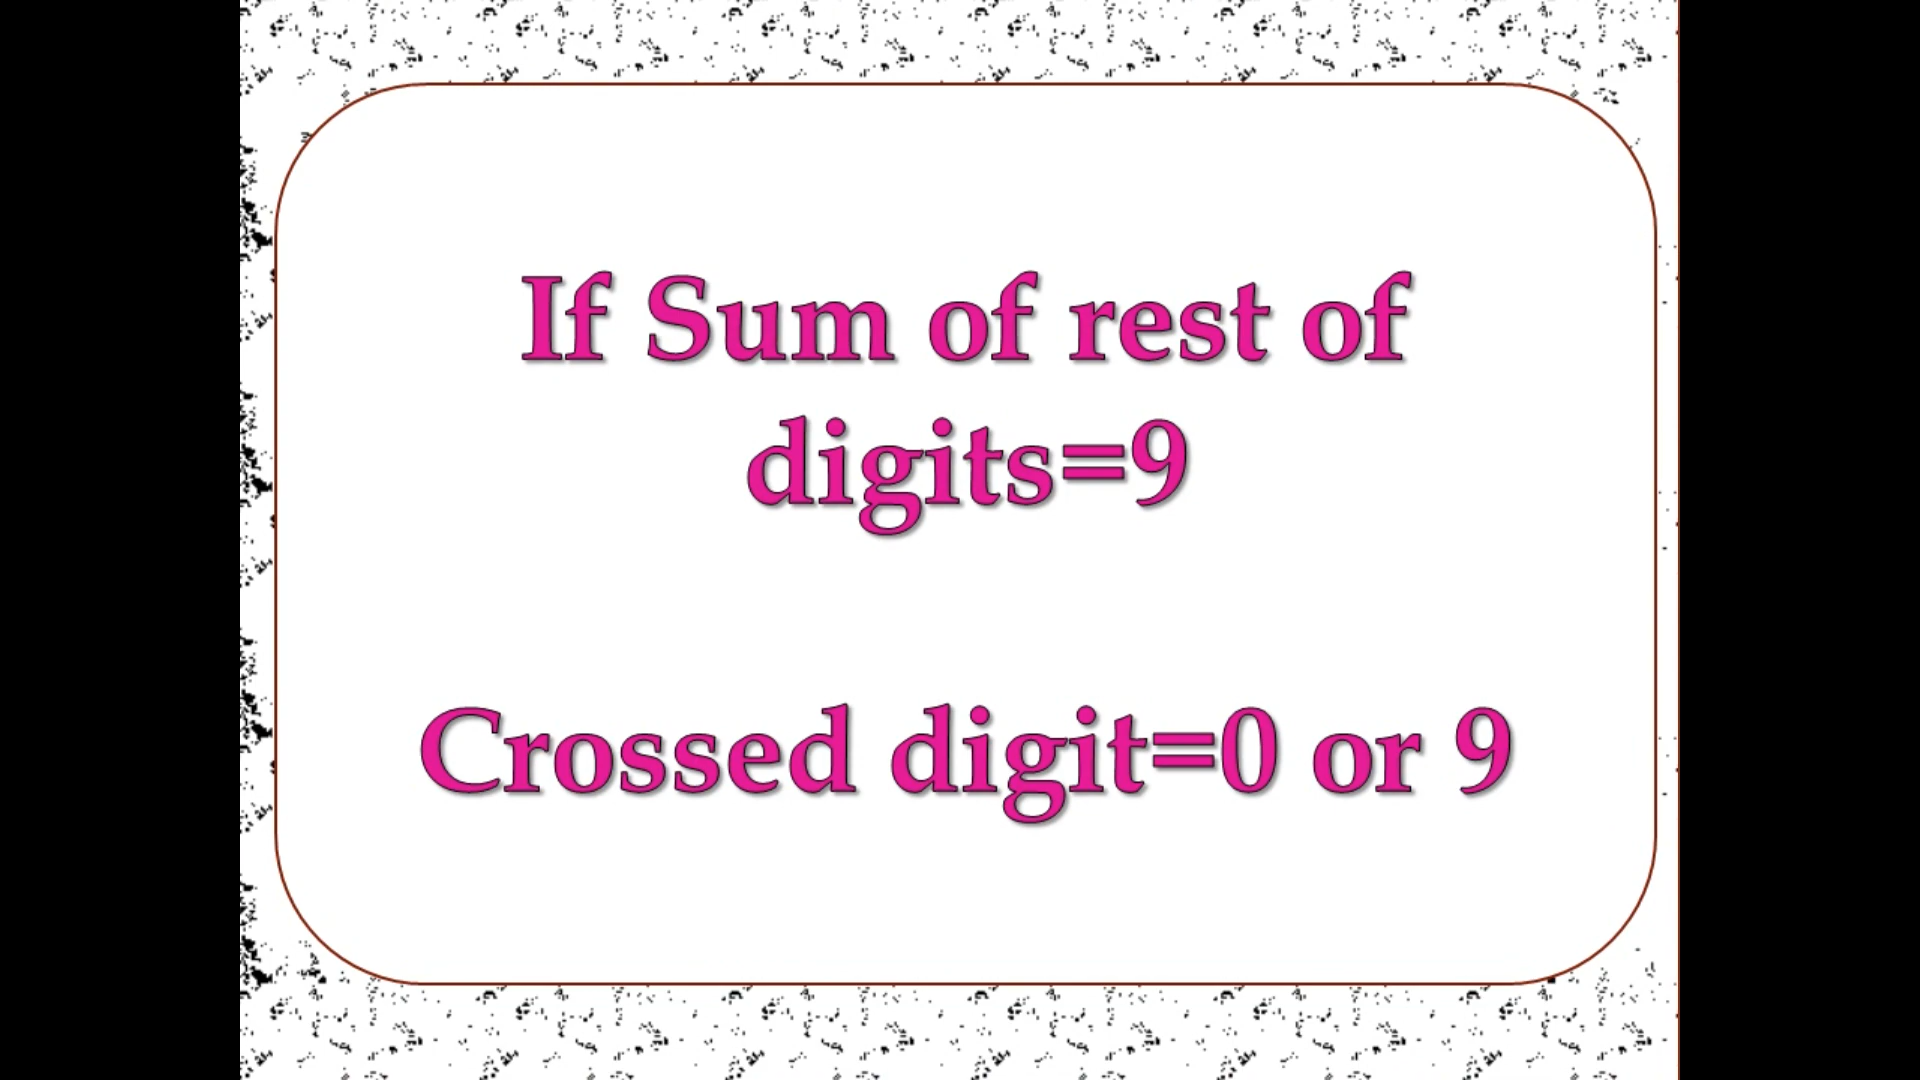 If Sum of rest of
digits=9
Crossed digit=0 or 9